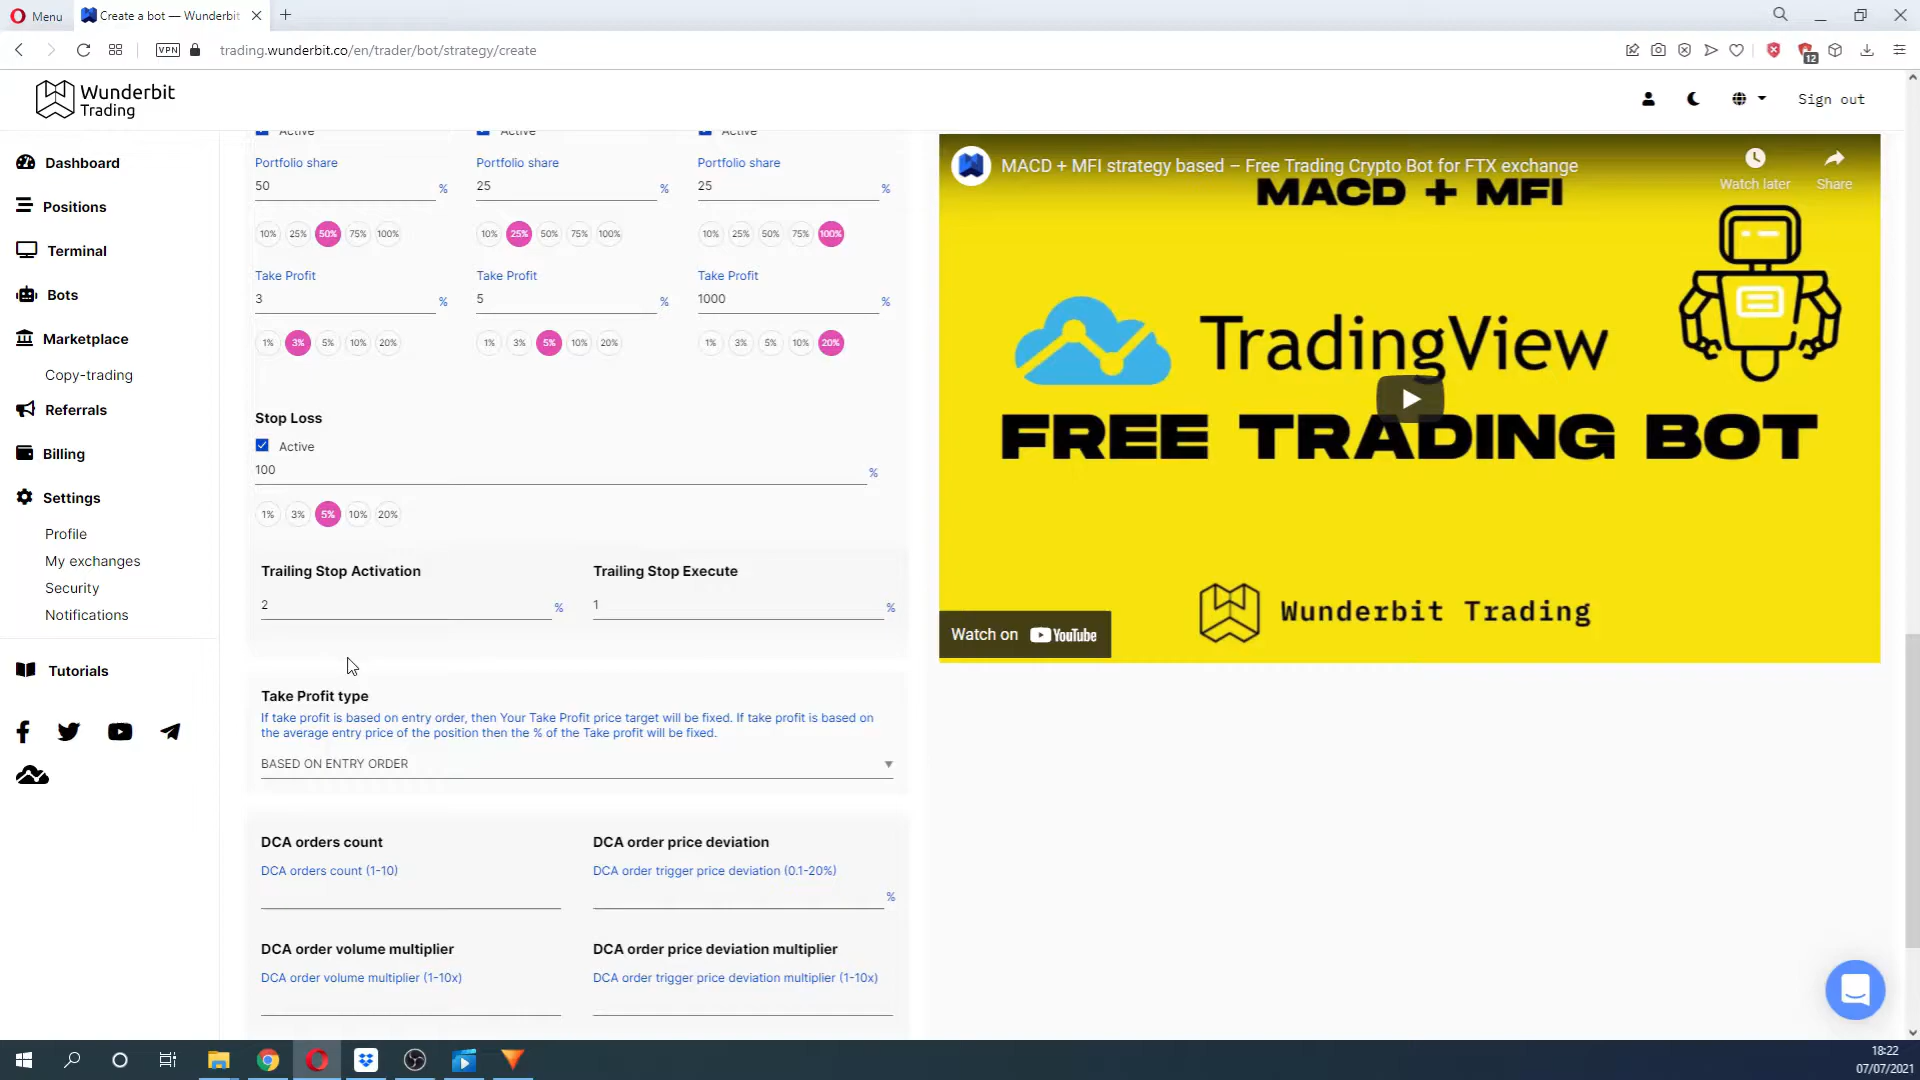 Menu
Create a bot — Wunderbit
VPN
trading.wunderbit.co/en/trader/bot/strategy/create
12
Wunderbit
Trading
Sign out
Dashboard
Positions
Terminal
Bots
Marketplace
Copy-trading
Referrals
Billing
Settings
Profile
My exchanges
Security
Notifications
Tutorials
Active Active Active
Portfolio share Portfolio share Portfolio share
50 % 25 % 25 %
10% 25% 50% 75% 100% 10% 25% 50% 75% 100% 10% 25% 50% 75% 100%
Take Profit Take Profit Take Profit
3 % 5 % 1000 %
1% 3% 5% 10% 20% 1% 3% 5% 10% 20% 1% 3% 5% 10% 20%
Stop Loss
Active
100 %
1% 3% 5% 10% 20%
Trailing Stop Activation Trailing Stop Execute
2 % 1 %
Take Profit type
If take profit is based on entry order, then Your Take Profit price target will be fixed. If take profit is based on
the average entry price of the position then the % of the Take profit will be fixed.
BASED ON ENTRY ORDER
DCA orders count DCA order price deviation
DCA orders count (1-10) DCA order trigger price deviation (0.1-20%)
%
DCA order volume multiplier DCA order price deviation multiplier
DCA order volume multiplier (1-10x) DCA order trigger price deviation multiplier (1-10x)
MACD + MFI strategy based – Free Trading Crypto Bot for FTX exchange
Watch later Share
MACD + MFI
TradingView
FREE TRADING BOT
Wunderbit Trading
Watch on YouTube
18:22
07/07/2021